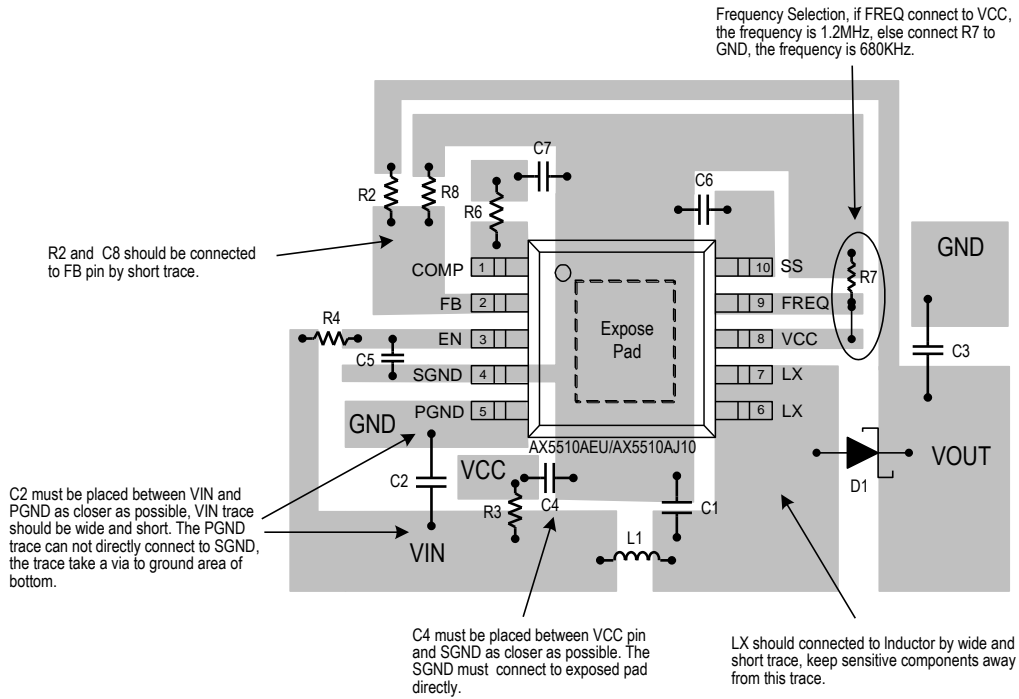 Frequency Selection, if FREQ connect to VCC,
the frequency is 1.2MHz, else connect R7 to
GND, the frequency is 680KHz.
C7
C6
R2
R8
R6
R2 and C8 should be connected
to FB pin by short trace.
COMP 1
10 SS
R7
GND
FB 2
9 FREQ
R4
EN 3
Expose
Pad
8 VCC
C5
C3
SGND 4
7 LX
PGND 5
6 LX
GND
AX5510AEU/AX5510AJ10
VCC
VOUT
C2
C4
D1
R3
C1
C2 must be placed between VIN and
PGND as closer as possible, VIN trace
should be wide and short. The PGND
trace can not directly connect to SGND,
the trace take a via to ground area of
bottom.
VIN
L1
C4 must be placed between VCC pin
and SGND as closer as possible. The
SGND must connect to exposed pad
directly.
LX should connected to Inductor by wide and
short trace, keep sensitive components away
from this trace.